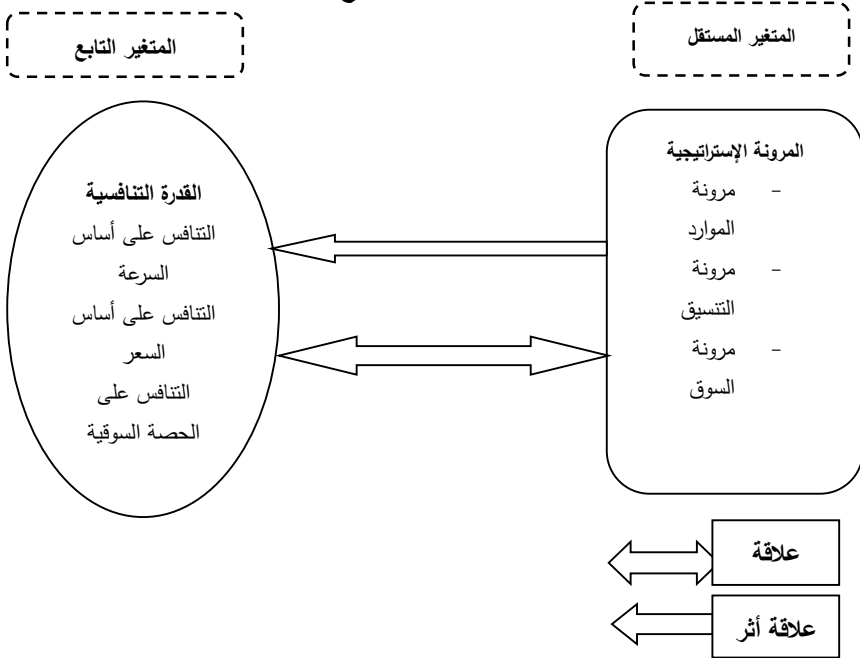 المتغير المستقل
المتغير التابع
المرونة الإستراتيجية
- مرونة
الموارد
- مرونة
التنسيق
- مرونة
السوق
القدرة التنافسية
التنافس على أساس
السرعة
التنافس على أساس
السعر
التنافس على
الحصة السوقية
علاقة
علاقة أثر